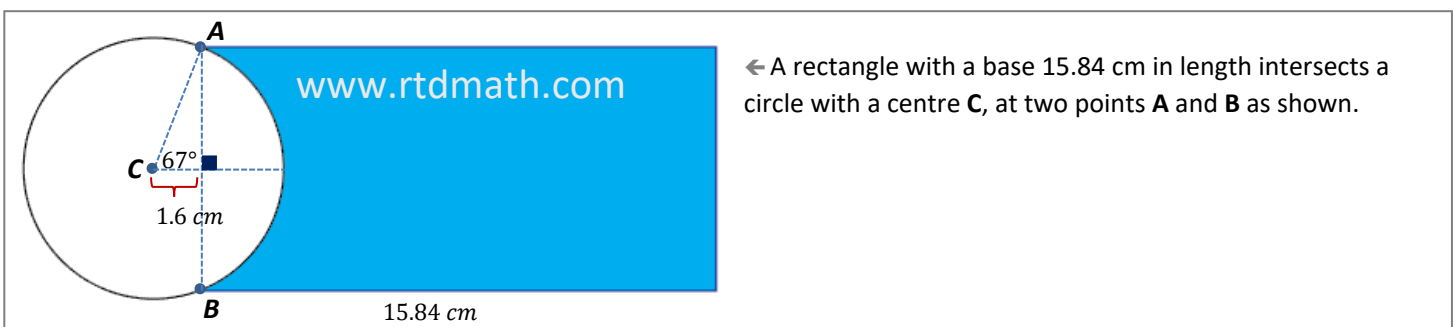 A
www.rtdmath.com
← A rectangle with a base 15.84 cm in length intersects a
circle with a centre C, at two points A and B as shown.
C 67°
1.6 cm
B
15.84 cm